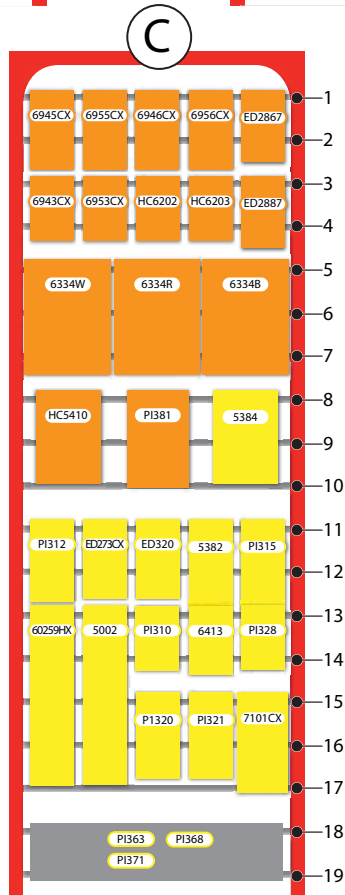 C
1
6945CX 6955CX 6946CX 6956CX ED2867
2
3
6943CX 6953CX HC6202 HC6203 ED2887
4
5
6334W 6334R 6334B
6
7
8
HC5410 PI381 5384
9
10
11
PI312 ED273CX ED320 5382 PI315
12
13
60259HX 5002 PI310 6413 PI328
14
15
P1320 PI321 7101CX
16
17
18
PI363 PI368
PI371
19